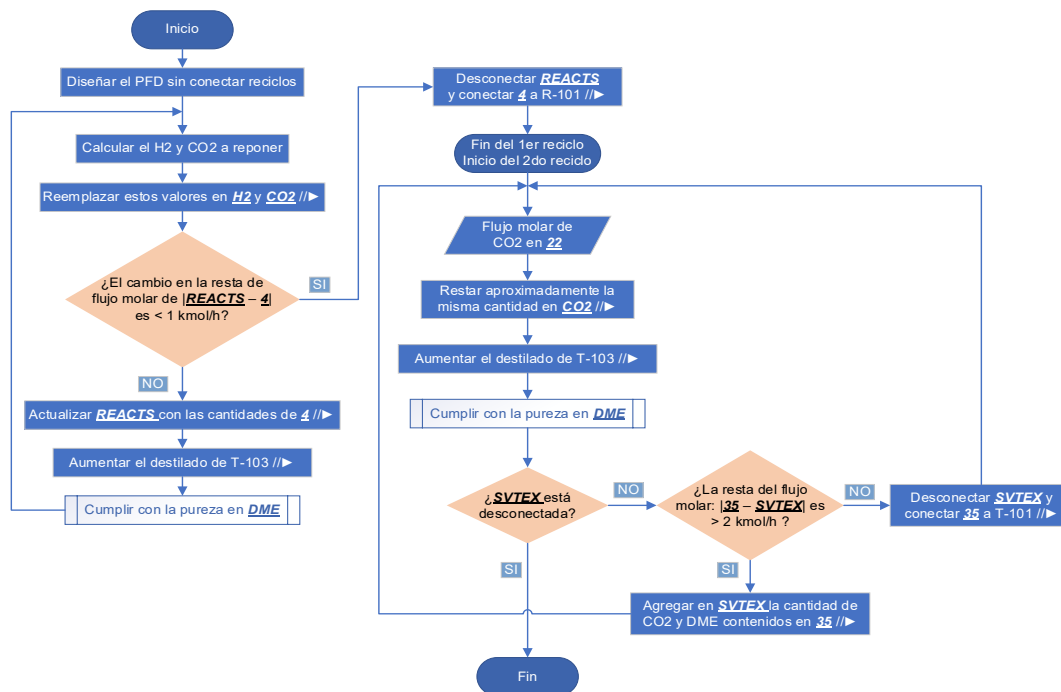 Inicio
Diseñar el PFD sin conectar reciclos
Calcular el H2 y CO2 a reponer
Reemplazar estos valores en H2 y CO2 //►
¿El cambio en la resta de
flujo molar de |REACTS – 4|
es < 1 kmol/h?
SI
NO
Actualizar REACTS con las cantidades de 4 //►
Aumentar el destilado de T-103 //►
Cumplir con la pureza en DME
Desconectar REACTS
y conectar 4 a R-101 //►
Fin del 1er reciclo
Inicio del 2do reciclo
Flujo molar de
CO2 en 22
Restar aproximadamente la
misma cantidad en CO2 //►
Aumentar el destilado de T-103 //►
Cumplir con la pureza en DME
¿SVTEX está
desconectada?
NO
SI
¿La resta del flujo
molar: |35 – SVTEX| es
> 2 kmol/h ?
NO
SI
Desconectar SVTEX y
conectar 35 a T-101 //►
Agregar en SVTEX la cantidad de
CO2 y DME contenidos en 35 //►
Fin